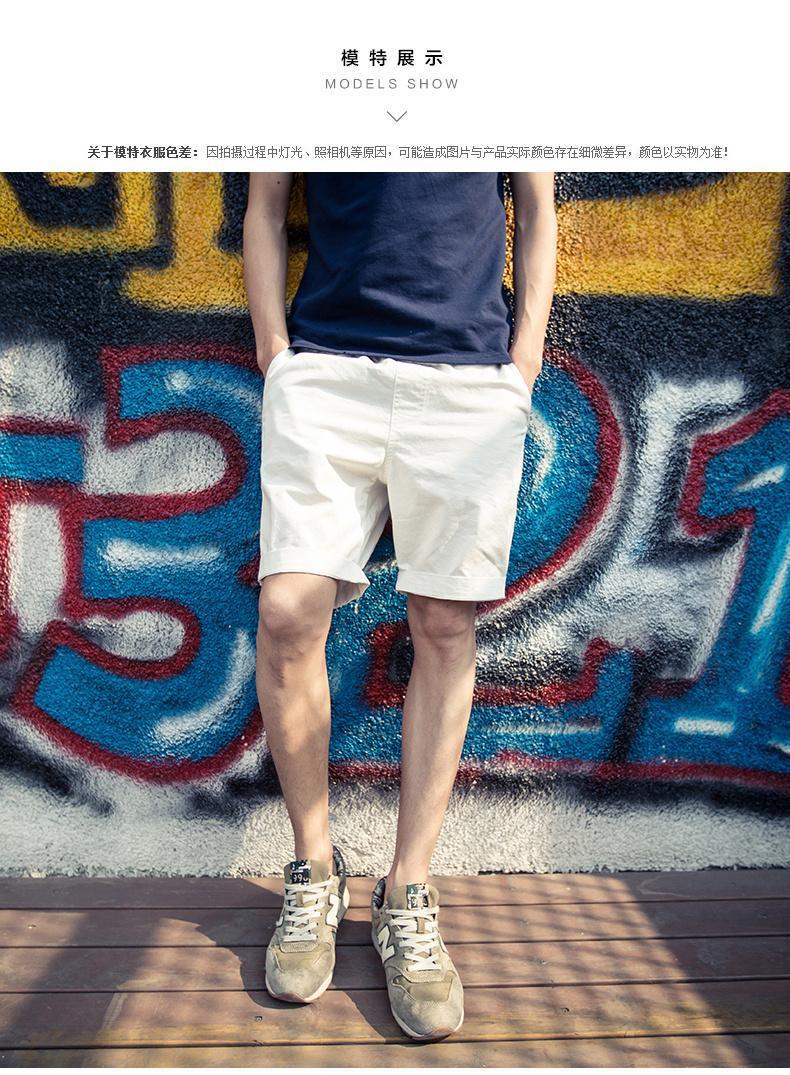 模特展示
MODELS SHOW
关于模特衣服色差：因拍摄过程中灯光、照相机等原因，可能造成图片与产品实际颜色存在细微差异，颜色以实物为准！
321
N N